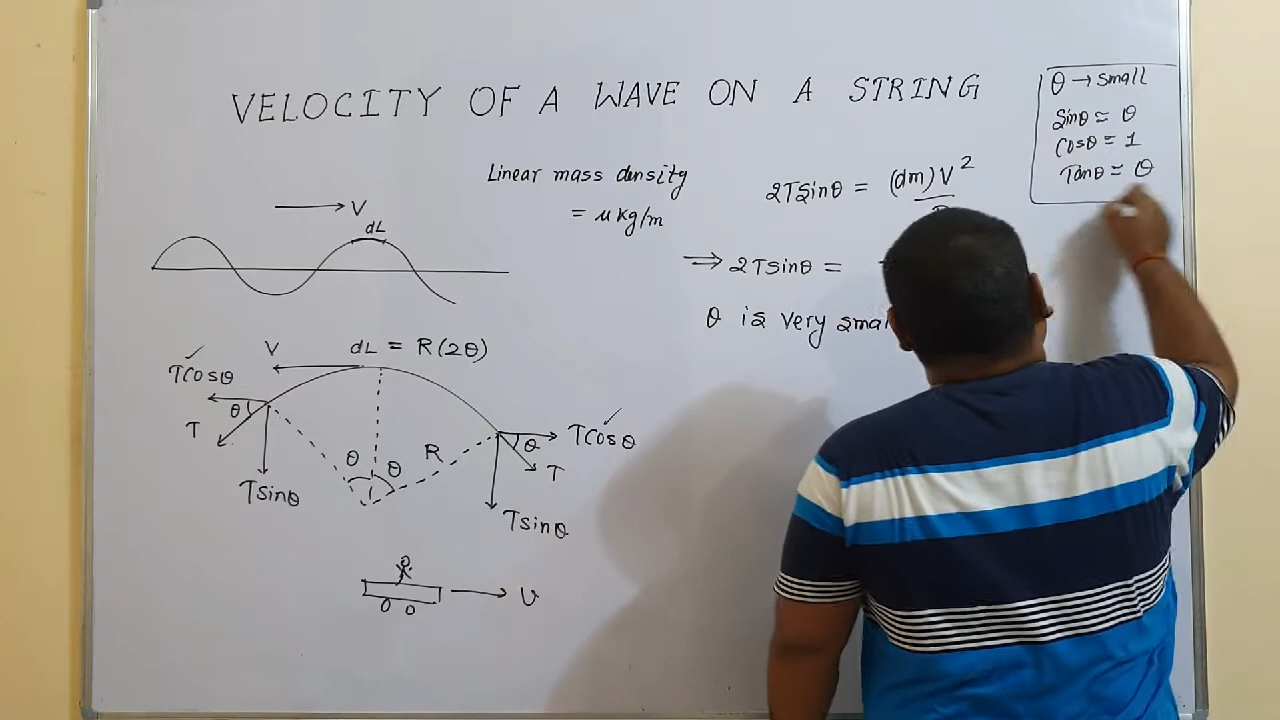 VELOCITY OF A WAVE ON A STRING
θ → small
Sinθ ≈ θ
Cosθ ≈ 1
Tanθ ≈ θ
Linear mass density
= μ kg/m
2TSinθ = (dm)V²
⇒ 2Tsinθ =
θ is very
V
dL
V
dL = R(2θ)
Tcosθ
θ
T
Tsinθ
θ
θ
R
θ
TCosθ
T
Tsinθ
υ